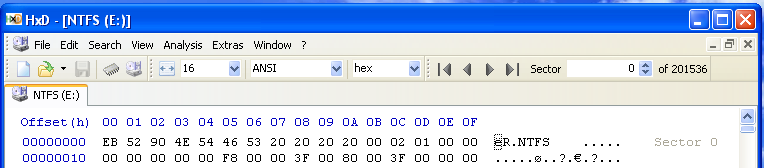 HxD - [NTFS (E:)]
File Edit Search View Analysis Extras Window ?
16 ANSI hex Sector 0 of 201536
NTFS (E:)
Offset(h) 00 01 02 03 04 05 06 07 08 09 0A 0B 0C 0D 0E 0F
00000000 EB 52 90 4E 54 46 53 20 20 20 20 00 02 01 00 00 ëR.NTFS ..... Sector 0
00000010 00 00 00 00 00 F8 00 00 3F 00 80 00 3F 00 00 00 .....ø..?.€.?...